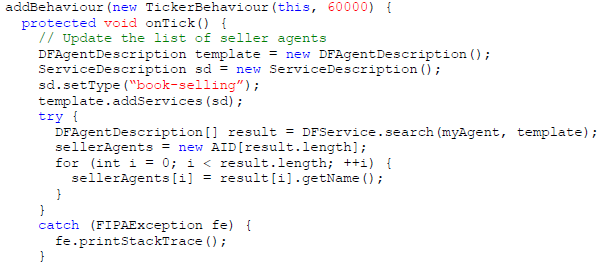 addBehaviour(new TickerBehaviour(this, 60000) {
  protected void onTick() {
    // Update the list of seller agents
    DFAgentDescription template = new DFAgentDescription();
    ServiceDescription sd = new ServiceDescription();
    sd.setType(“book-selling”);
    template.addServices(sd);
    try {
      DFAgentDescription[] result = DFService.search(myAgent, template);
      sellerAgents = new AID[result.length];
      for (int i = 0; i < result.length; ++i) {
        sellerAgents[i] = result[i].getName();
      }
    }
    catch (FIPAException fe) {
      fe.printStackTrace();
    }